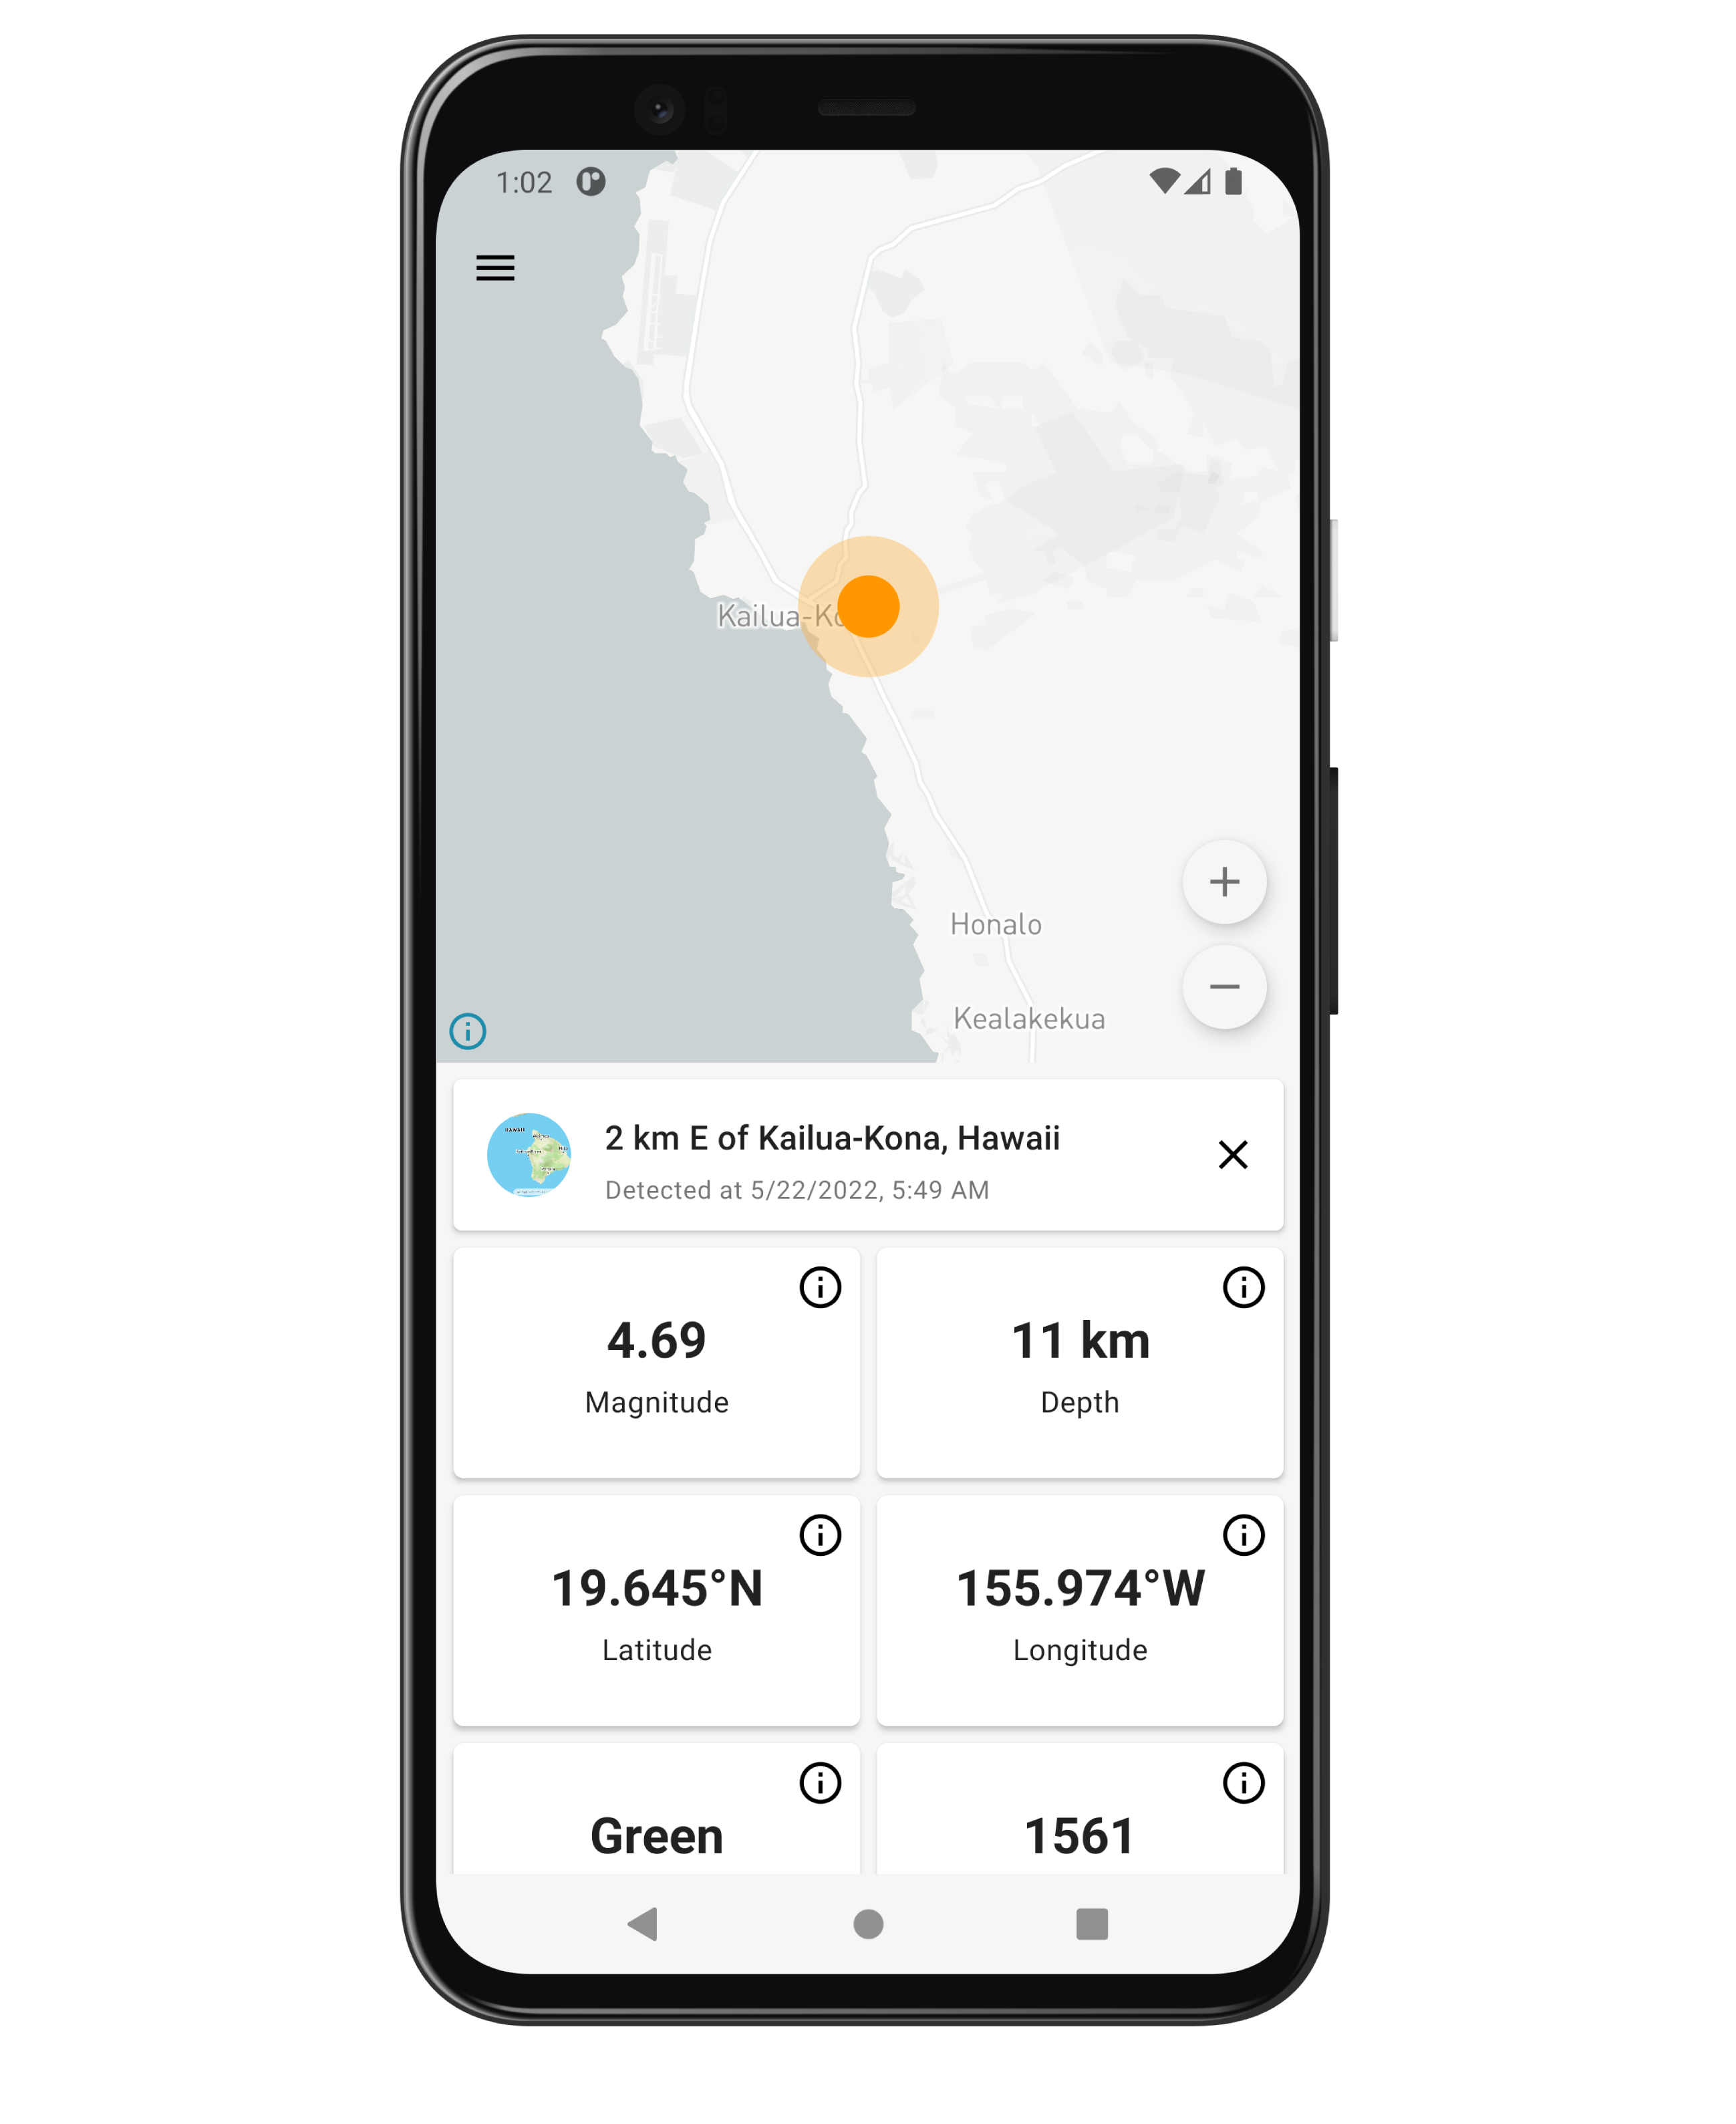 1:02
Kailua-Ko
Honalo
Kealakekua
HAWAII
2 km E of Kailua-Kona, Hawaii
Detected at 5/22/2022, 5:49 AM
4.69
Magnitude
11 km
Depth
19.645°N
Latitude
155.974°W
Longitude
Green
1561